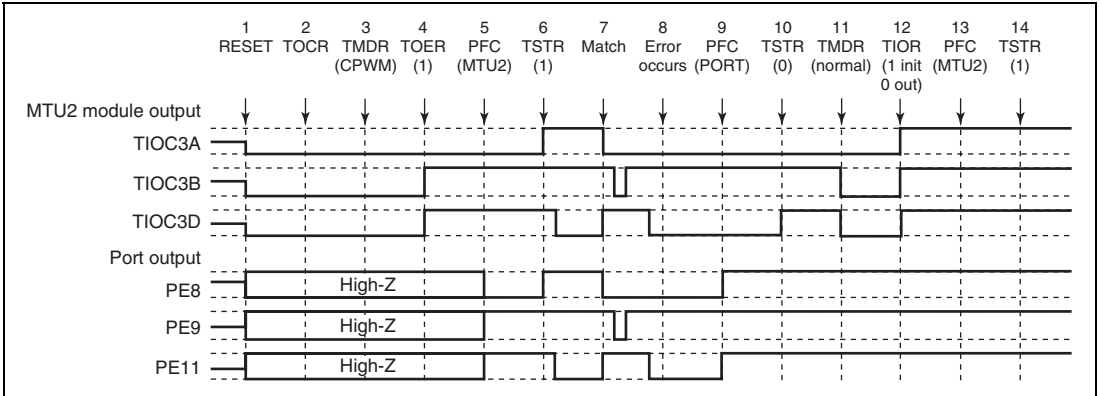 1 2 3 4 5 6 7 8 9 10 11 12 13 14
RESET TOCR TMDR TOER PFC TSTR Match Error PFC TSTR TMDR TIOR PFC TSTR
(CPWM) (1) (MTU2) (1) occurs (PORT) (0) (normal) (1 init (MTU2) (1)
0 out)
MTU2 module output
TIOC3A
TIOC3B
TIOC3D
Port output
PE8 High-Z
PE9 High-Z
PE11 High-Z